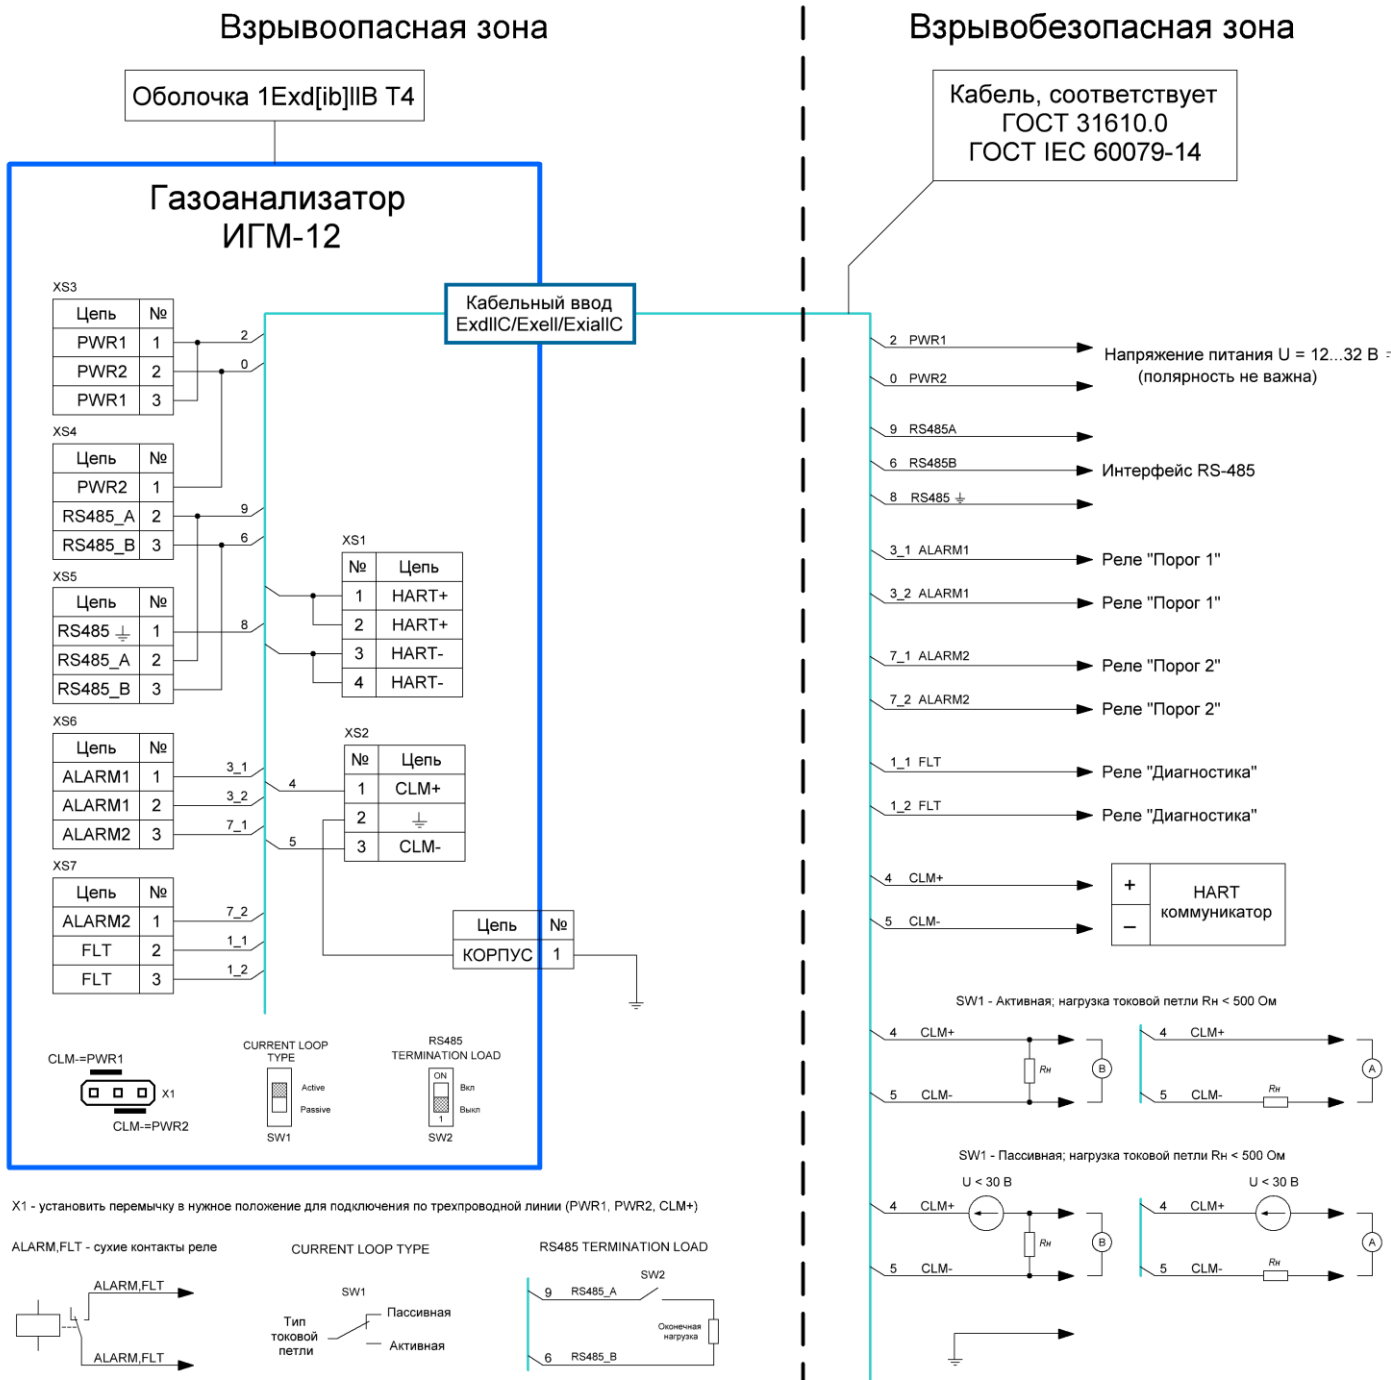 Взрывоопасная зона
Взрывобезопасная зона
Оболочка 1Exd[ib]IIB T4
Кабель, соответствует
ГОСТ 31610.0
ГОСТ IEC 60079-14
Газоанализатор
ИГМ-12
Кабельный ввод
ExdIIC/ExeII/ExiaIIC
XS3
Цепь №
PWR1 1 2
PWR2 2 0
PWR1 3
XS4
Цепь №
PWR2 1
RS485_A 2 9
RS485_B 3 6
XS5
Цепь №
RS485 1 8
RS485_A 2
RS485_B 3
XS6
Цепь №
ALARM1 1 3_1
ALARM1 2 3_2
ALARM2 3 7_1
XS7
Цепь №
ALARM2 1 7_2
FLT 2 1_1
FLT 3 1_2
XS1
№ Цепь
1 HART+
2 HART+
3 HART-
4 HART-
XS2
№ Цепь
4 1 CLM+
2
5 3 CLM-
Цепь №
КОРПУС 1
CLM-=PWR1
X1
CLM-=PWR2
CURRENT LOOP
TYPE
Active
Passive
SW1
RS485
TERMINATION LOAD
ON
Вкл
Выкл
1
SW2
2 PWR1
0 PWR2
Напряжение питания U = 12...32 В =
(полярность не важна)
9 RS485A
6 RS485B
Интерфейс RS-485
8 RS485
3_1 ALARM1
Реле "Порог 1"
3_2 ALARM1
Реле "Порог 1"
7_1 ALARM2
Реле "Порог 2"
7_2 ALARM2
Реле "Порог 2"
1_1 FLT
Реле "Диагностика"
1_2 FLT
Реле "Диагностика"
4 CLM+
5 CLM-
+
−
HART
коммуникатор
SW1 - Активная; нагрузка токовой петли Rн < 500 Ом
4 CLM+
Rн
B
5 CLM-
4 CLM+
A
5 CLM-
Rн
SW1 - Пассивная; нагрузка токовой петли Rн < 500 Ом
U < 30 В
4 CLM+
Rн
B
5 CLM-
U < 30 В
4 CLM+
A
5 CLM-
Rн
X1 - установить перемычку в нужное положение для подключения по трехпроводной линии (PWR1, PWR2, CLM+)
ALARM,FLT - сухие контакты реле
ALARM,FLT
ALARM,FLT
CURRENT LOOP TYPE
SW1
Тип
токовой
петли
Пассивная
Активная
RS485 TERMINATION LOAD
SW2
9 RS485_A
Оконечная
нагрузка
6 RS485_B